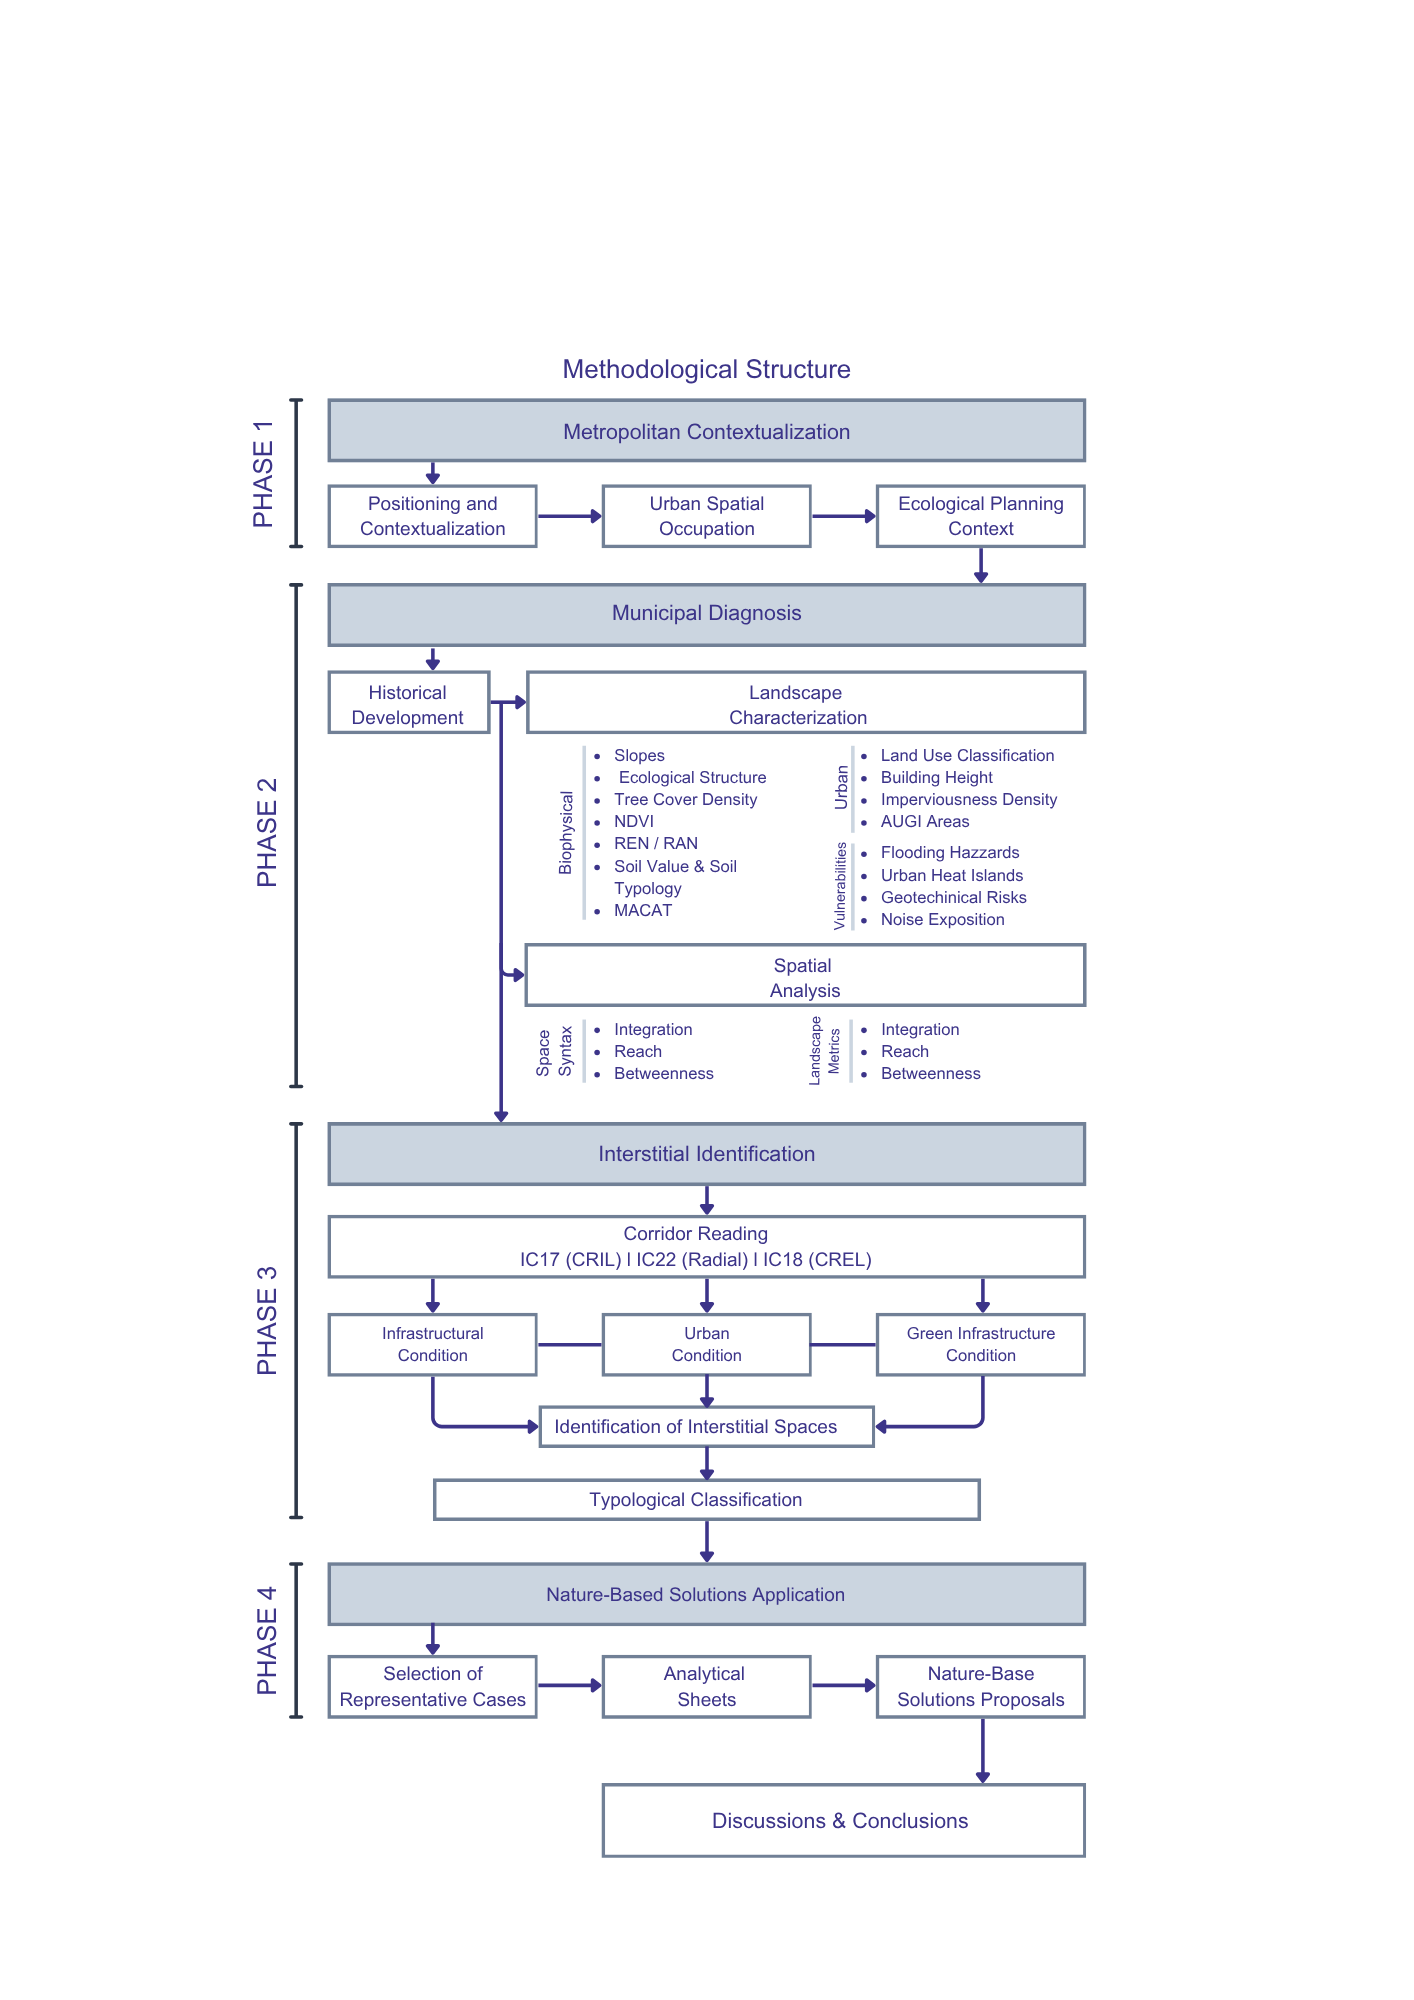 Methodological Structure
PHASE 1
Metropolitan Contextualization
Positioning and
Contextualization
Urban Spatial
Occupation
Ecological Planning
Context
PHASE 2
Municipal Diagnosis
Historical
Development
Landscape
Characterization
Biophysical
• Slopes
• Ecological Structure
• Tree Cover Density
• NDVI
• REN / RAN
• Soil Value & Soil
Typology
• MACAT
Urban
• Land Use Classification
• Building Height
• Imperviousness Density
• AUGI Areas
Vulnerabilities
• Flooding Hazzards
• Urban Heat Islands
• Geotechinical Risks
• Noise Exposition
Spatial
Analysis
Space
Syntax
• Integration
• Reach
• Betweenness
Landscape
Metrics
• Integration
• Reach
• Betweenness
PHASE 3
Interstitial Identification
Corridor Reading
IC17 (CRIL) l IC22 (Radial) l IC18 (CREL)
Infrastructural
Condition
Urban
Condition
Green Infrastructure
Condition
Identification of Interstitial Spaces
Typological Classification
PHASE 4
Nature-Based Solutions Application
Selection of
Representative Cases
Analytical
Sheets
Nature-Base
Solutions Proposals
Discussions & Conclusions